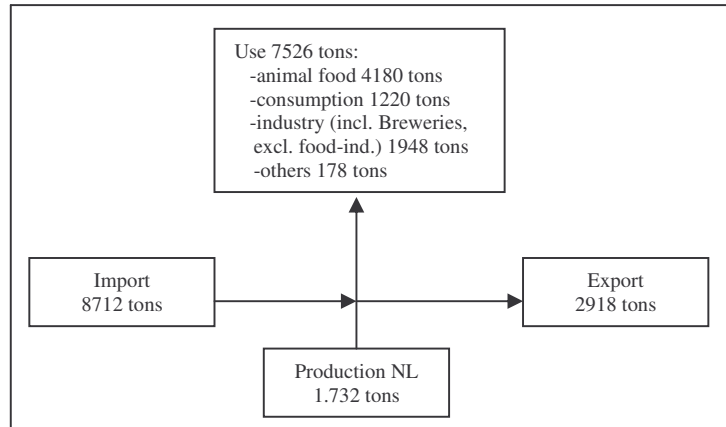 Use 7526 tons:
-animal food 4180 tons
-consumption 1220 tons
-industry (incl. Breweries,
excl. food-ind.) 1948 tons
-others 178 tons
Import
8712 tons
Export
2918 tons
Production NL
1.732 tons